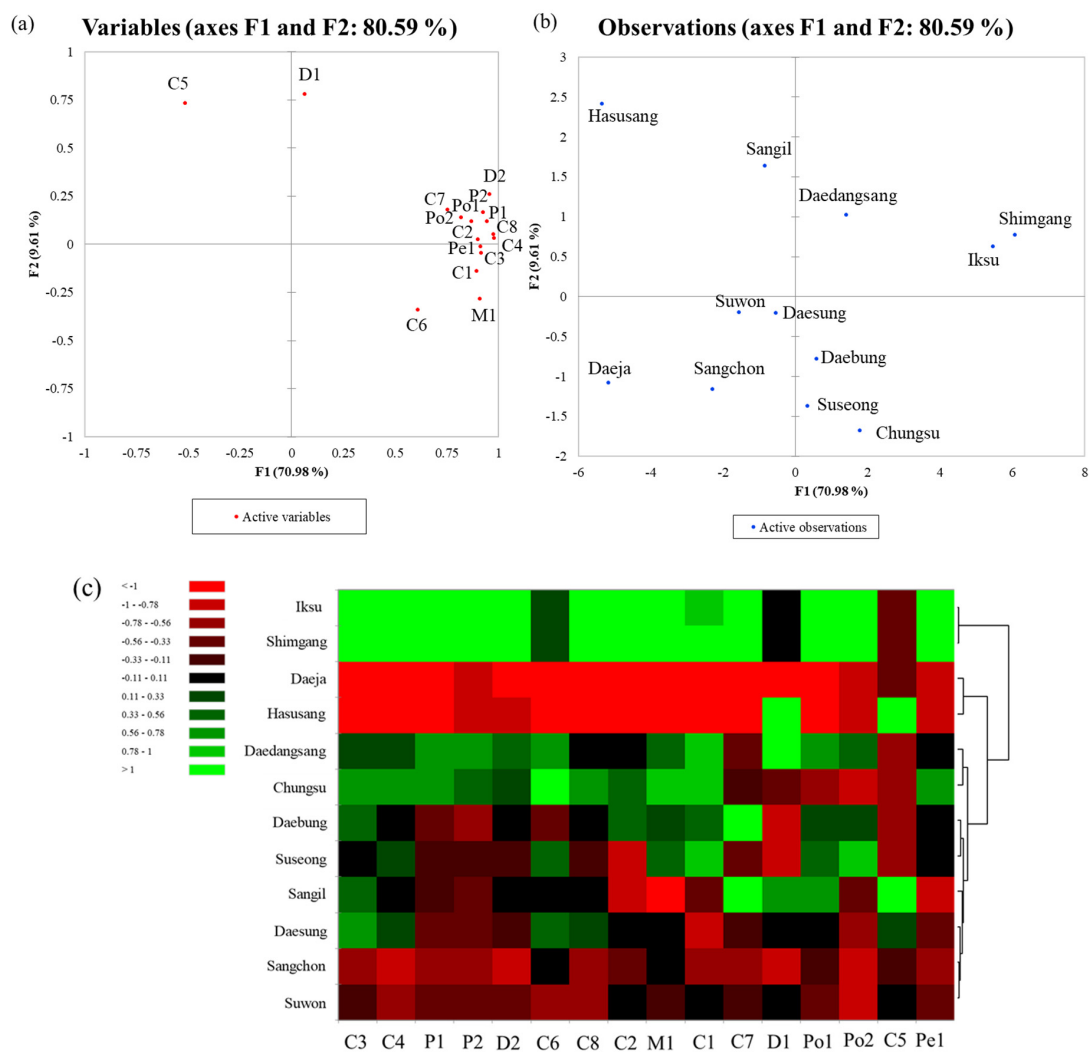 (a)
Variables (axes F1 and F2: 80.59 %)
1
0.75
0.5
0.25
0
-0.25
-0.5
-0.75
-1
F2 (9.61 %)
C5
D1
D2
P2
C7
Po1
P1
Po2
C8
C2
C4
Pe1
C3
C1
M1
C6
-1
-0.75
-0.5
-0.25
0
0.25
0.5
0.75
1
F1 (70.98 %)
Active variables
(b)
Observations (axes F1 and F2: 80.59 %)
3
2.5
2
1.5
1
0.5
0
-0.5
-1
-1.5
-2
F2 (9.61 %)
Hasusang
Sangil
Daedangsang
Shimgang
Iksu
Suwon
Daesung
Daebung
Daeja
Sangchon
Suseong
Chungsu
-6
-4
-2
0
2
4
6
8
F1 (70.98 %)
Active observations
(c)
< -1
-1 - -0.78
-0.78 - -0.56
-0.56 - -0.33
-0.33 - -0.11
-0.11 - 0.11
0.11 - 0.33
0.33 - 0.56
0.56 - 0.78
0.78 - 1
> 1
Iksu
Shimgang
Daeja
Hasusang
Daedangsang
Chungsu
Daebung
Suseong
Sangil
Daesung
Sangchon
Suwon
C3 C4 P1 P2 D2 C6 C8 C2 M1 C1 C7 D1 Po1 Po2 C5 Pe1